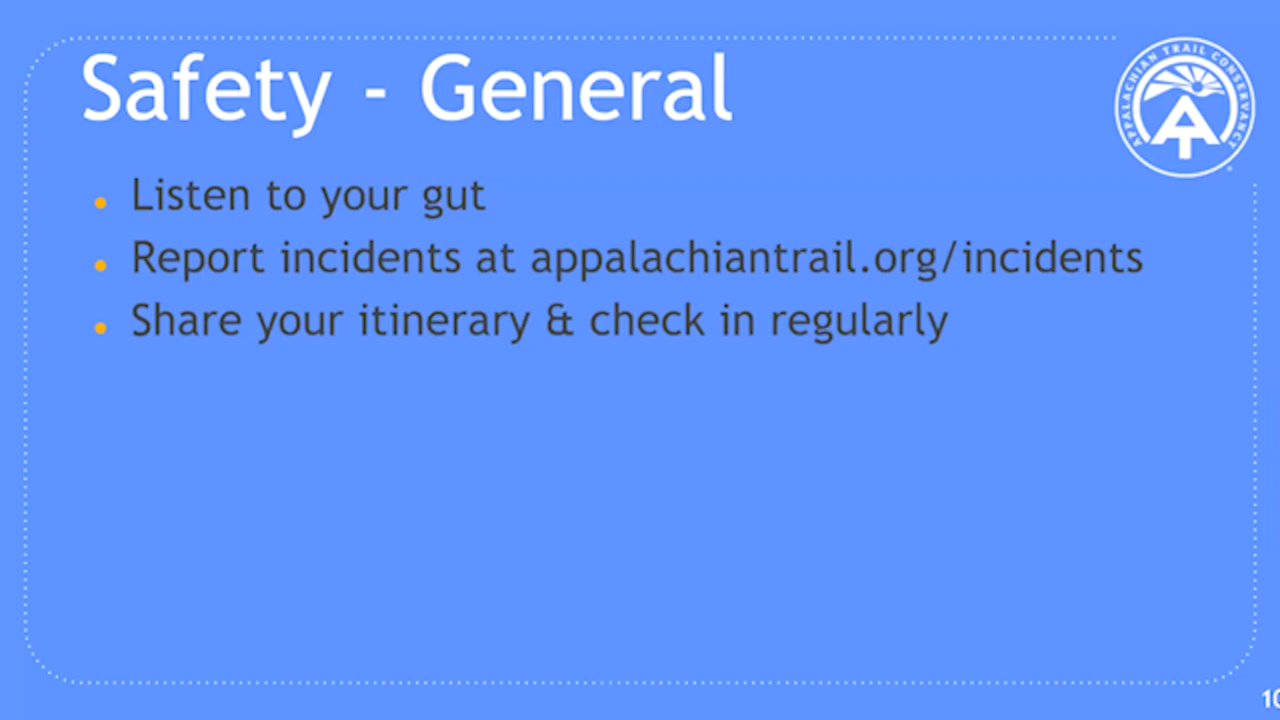 Safety - General
APPALACHIAN TRAIL CONSERVANCY
Listen to your gut
Report incidents at appalachiantrail.org/incidents
Share your itinerary & check in regularly